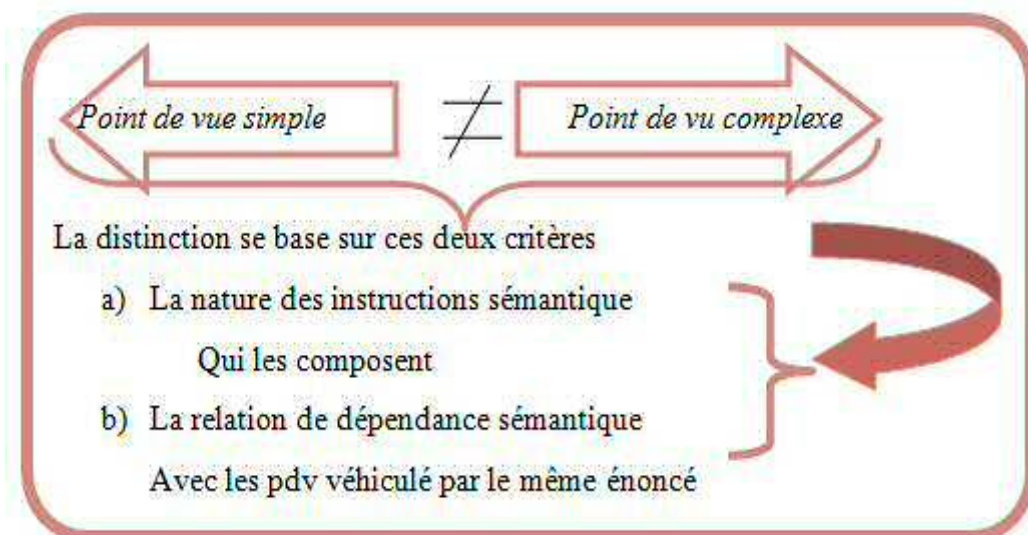 Point de vue simple ≠ Point de vu complexe
La distinction se base sur ces deux critères
a) La nature des instructions sémantique
Qui les composent
b) La relation de dépendance sémantique
Avec les pdv véhiculé par le même énoncé